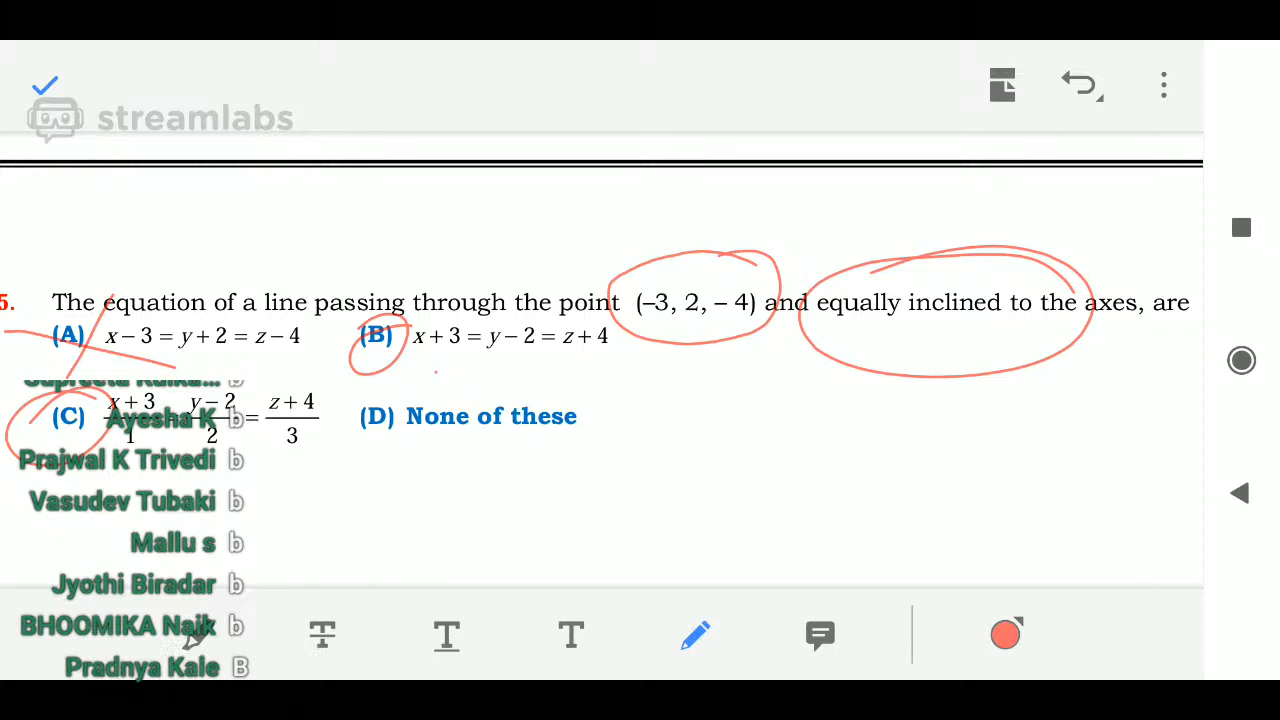 streamlabs
5. The equation of a line passing through the point (–3, 2, – 4) and equally inclined to the axes, are
(A) x – 3 = y + 2 = z – 4 (B) x + 3 = y – 2 = z + 4
(C) x + 3 / 1 = y – 2 / 2 = z + 4 / 3 (D) None of these
b
Ayesha K b
Prajwal K Trivedi b
Vasudev Tubaki b
Mallu s b
Jyothi Biradar b
BHOOMIKA Naik b
Pradnya Kale B
T T T